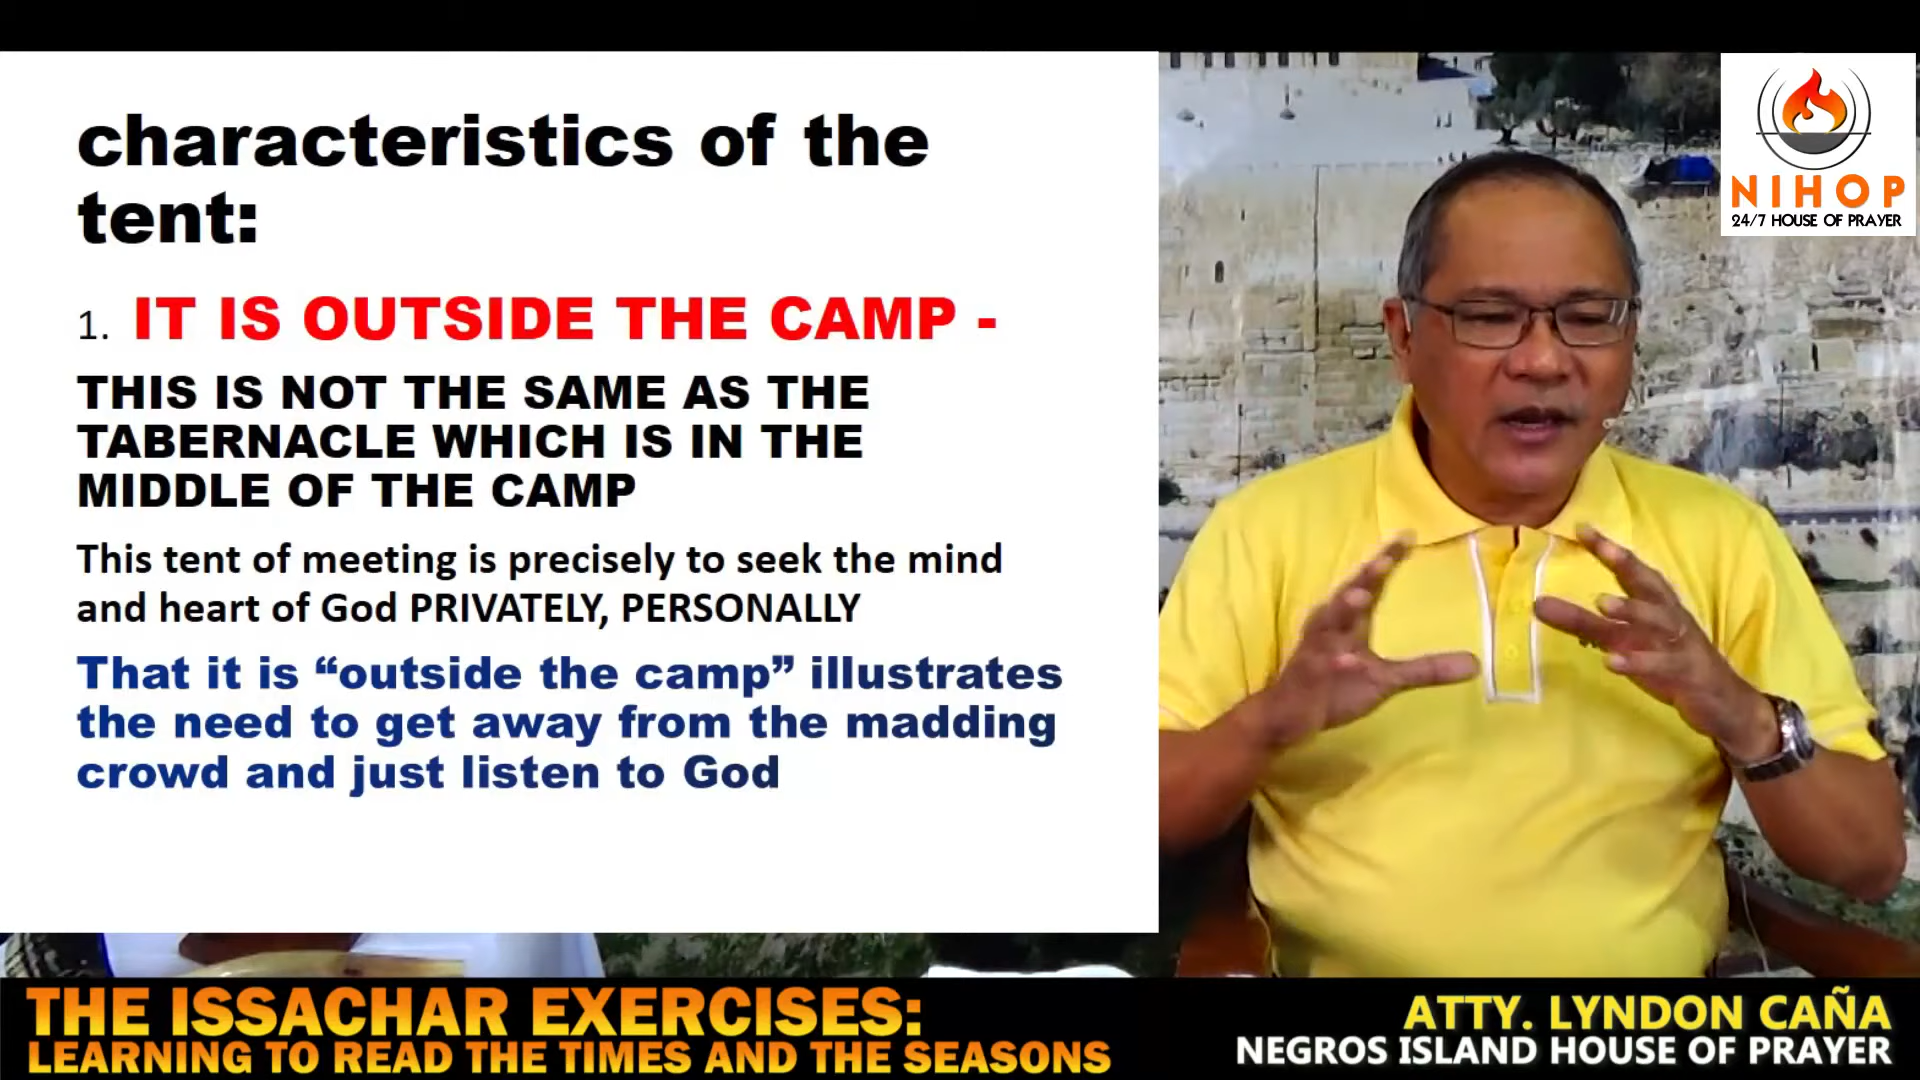 characteristics of the
tent:
1. IT IS OUTSIDE THE CAMP -
THIS IS NOT THE SAME AS THE
TABERNACLE WHICH IS IN THE
MIDDLE OF THE CAMP
This tent of meeting is precisely to seek the mind
and heart of God PRIVATELY, PERSONALLY
That it is “outside the camp” illustrates
the need to get away from the madding
crowd and just listen to God
NIHOP
24/7 HOUSE OF PRAYER
THE ISSACHAR EXERCISES:
LEARNING TO READ THE TIMES AND THE SEASONS
ATTY. LYNDON CAÑA
NEGROS ISLAND HOUSE OF PRAYER